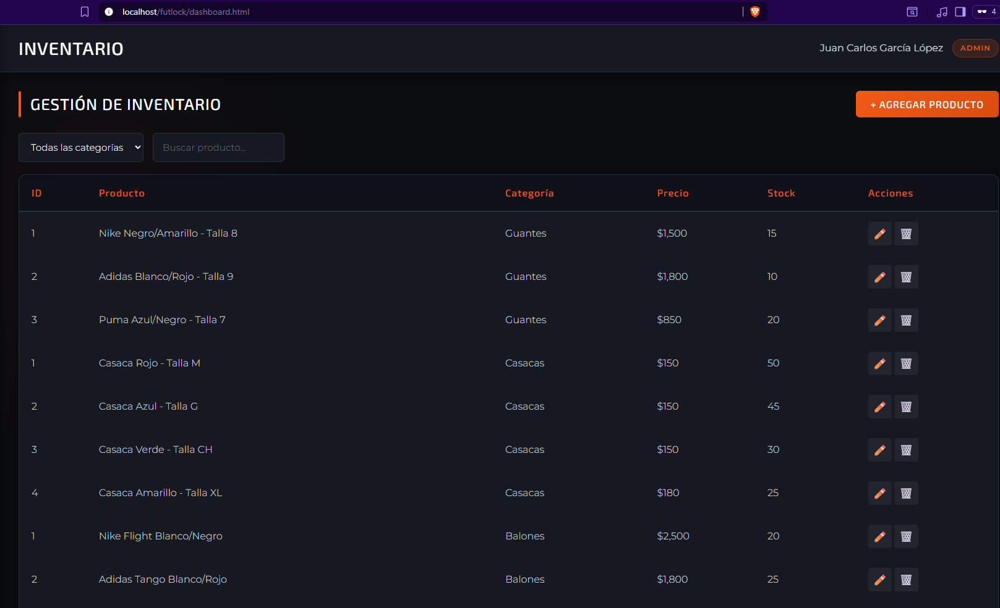 localhost/futlock/dashboard.html 4
INVENTARIO Juan Carlos García López ADMIN
GESTIÓN DE INVENTARIO + AGREGAR PRODUCTO
Todas las categorías Buscar producto...
ID Producto Categoría Precio Stock Acciones
1 Nike Negro/Amarillo - Talla 8 Guantes $1,500 15
2 Adidas Blanco/Rojo - Talla 9 Guantes $1,800 10
3 Puma Azul/Negro - Talla 7 Guantes $850 20
1 Casaca Rojo - Talla M Casacas $150 50
2 Casaca Azul - Talla G Casacas $150 45
3 Casaca Verde - Talla CH Casacas $150 30
4 Casaca Amarillo - Talla XL Casacas $180 25
1 Nike Flight Blanco/Negro Balones $2,500 20
2 Adidas Tango Blanco/Rojo Balones $1,800 25